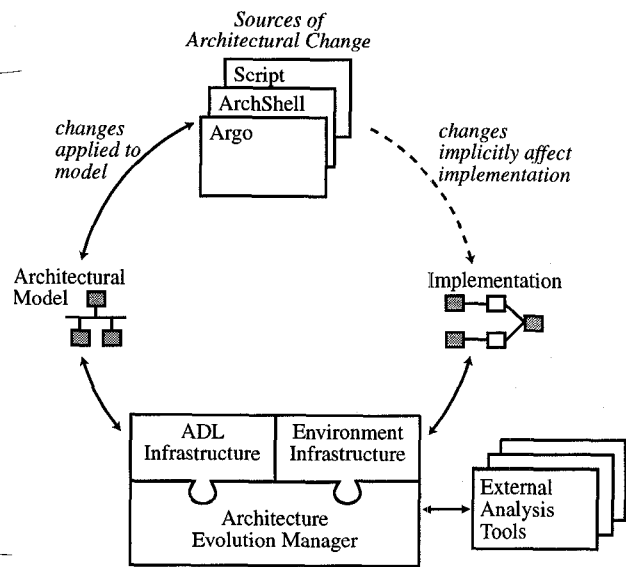 Sources of
Architectural Change
Script
ArchShell
Argo
changes
applied to
model
changes
implicitly affect
implementation
Architectural
Model
Implementation
ADL
Infrastructure
Environment
Infrastructure
Architecture
Evolution Manager
External
Analysis
Tools